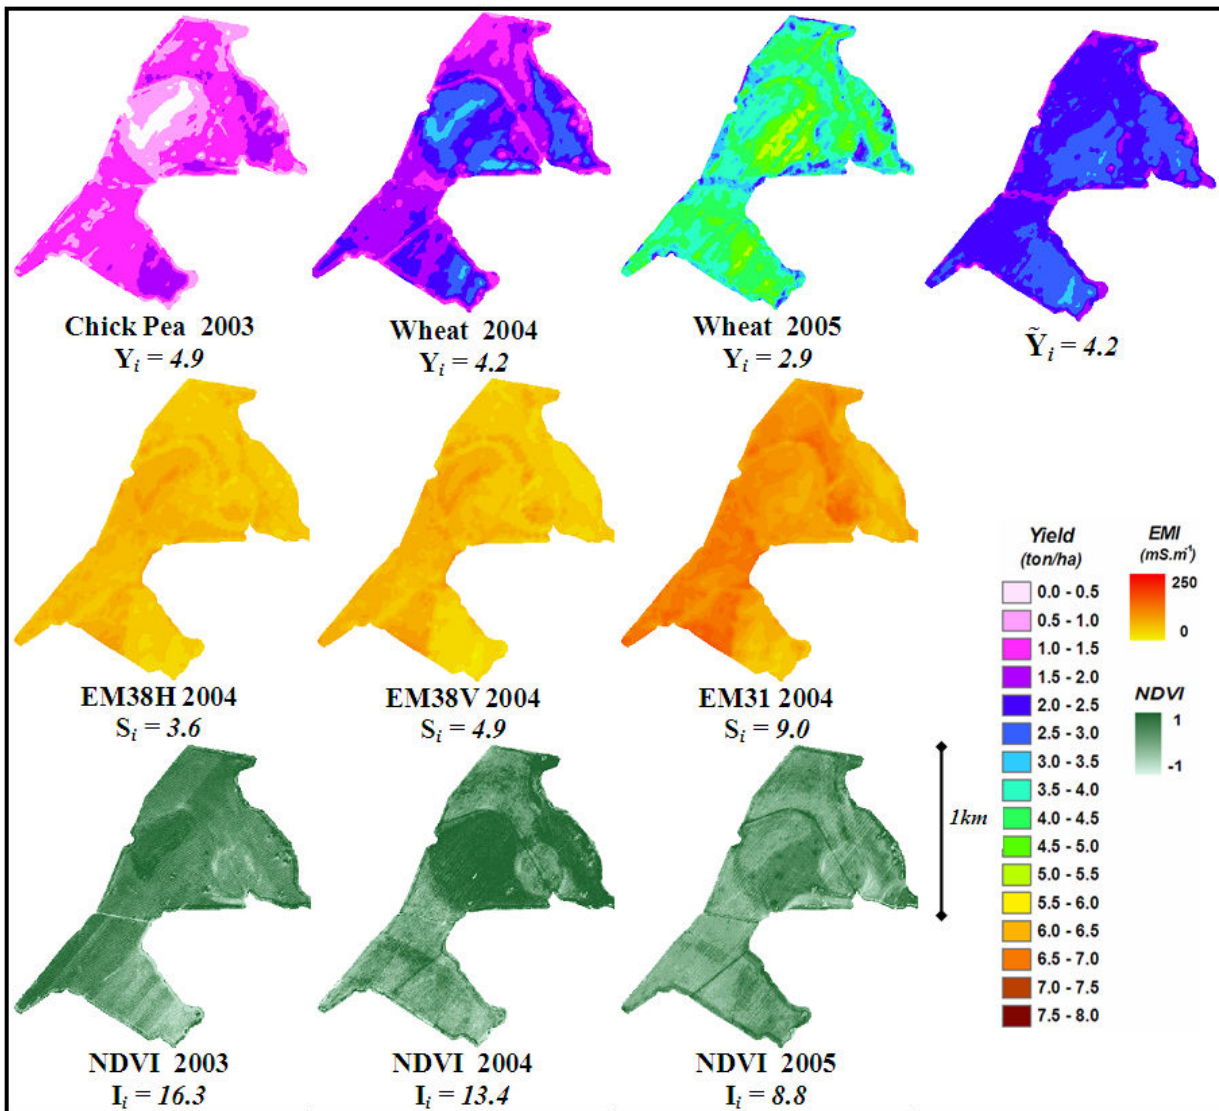 Chick Pea 2003
Yi = 4.9
Wheat 2004
Yi = 4.2
Wheat 2005
Yi = 2.9
Ỹi = 4.2
EM38H 2004
Si = 3.6
EM38V 2004
Si = 4.9
EM31 2004
Si = 9.0
Yield
(ton/ha)
0.0 - 0.5
0.5 - 1.0
1.0 - 1.5
1.5 - 2.0
2.0 - 2.5
2.5 - 3.0
3.0 - 3.5
3.5 - 4.0
4.0 - 4.5
4.5 - 5.0
5.0 - 5.5
5.5 - 6.0
6.0 - 6.5
6.5 - 7.0
7.0 - 7.5
7.5 - 8.0
EMI
(mS.m⁻¹)
250
0
NDVI
1
-1
1km
NDVI 2003
Ii = 16.3
NDVI 2004
Ii = 13.4
NDVI 2005
Ii = 8.8